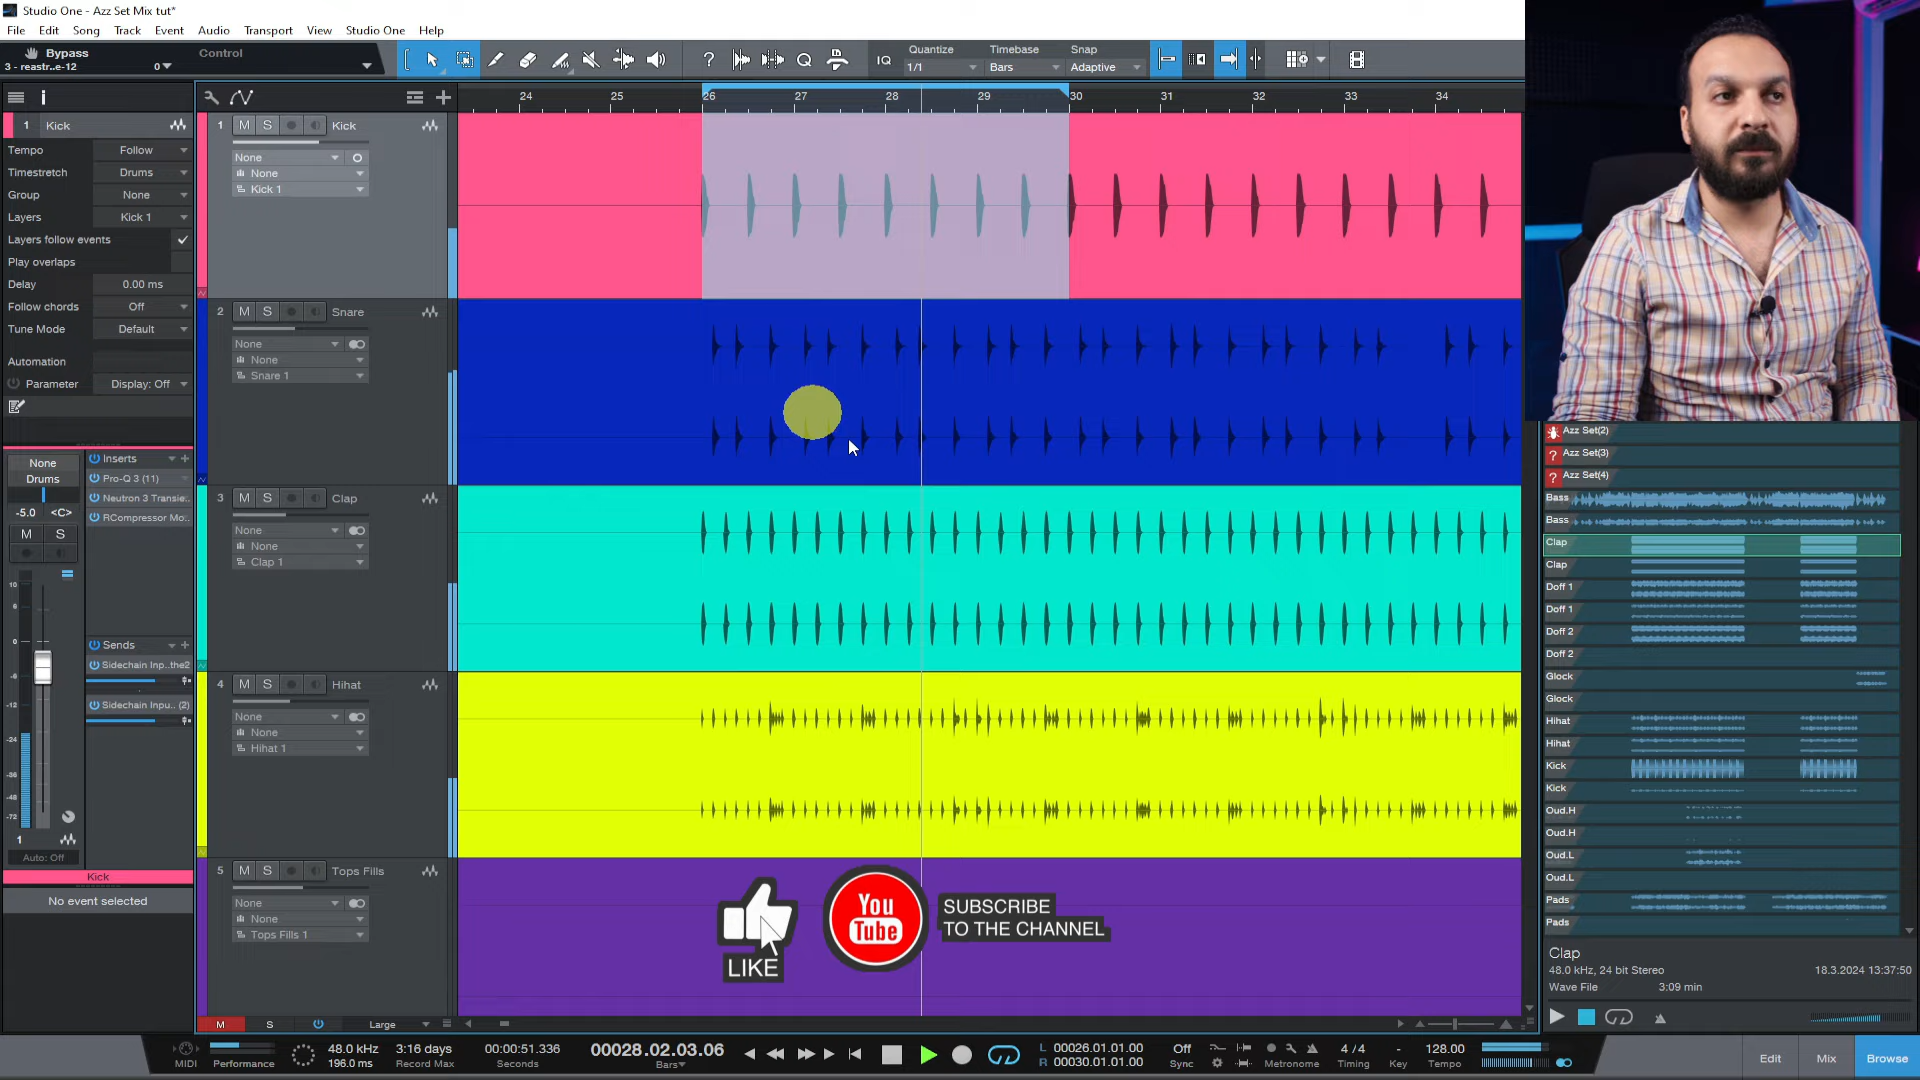 Studio One - Azz Set Mix tut*
File Edit Song Track Event Audio Transport View Studio One Help
Bypass
3 - reastr..e-12 0
Control
? IQ Quantize 1/1
Timebase Bars
Snap Adaptive
i
24 25 26 27 28 29 30 31 32 33 34
1 Kick
Tempo Follow
Timestretch Drums
Group None
Layers Kick 1
Layers follow events
Play overlaps
Delay 0.00 ms
Follow chords Off
Tune Mode Default
Automation
Parameter Display: Off
None
Drums
-5.0 <C>
M S
10
6
0
-6
-12
-24
-36
-48
-72
1
Auto: Off
Kick
No event selected
Inserts
Pro-Q 3 (11)
Neutron 3 Transie..
RCompressor Mo..
Sends
Sidechain Inp..the2
Sidechain Inpu.. (2)
1 M S Kick
None
None
Kick 1
2 M S Snare
None
None
Snare 1
3 M S Clap
None
None
Clap 1
4 M S Hihat
None
None
Hihat 1
5 M S Tops Fills
None
None
Tops Fills 1
LIKE
You
Tube
SUBSCRIBE
TO THE CHANNEL
M S Large
Azz Set(2)
? Azz Set(3)
? Azz Set(4)
Bass
Bass
Clap
Clap
Doff 1
Doff 1
Doff 2
Doff 2
Glock
Glock
Hihat
Hihat
Kick
Kick
Oud.H
Oud.H
Oud.L
Oud.L
Pads
Pads
Clap
48.0 kHz, 24 bit Stereo 18.3.2024 13:37:50
Wave File 3:09 min
MIDI
Performance
48.0 kHz
196.0 ms
3:16 days
Record Max
00:00:51.336
Seconds
00028.02.03.06
Bars
L 00026.01.01.00
R 00030.01.01.00
Off
Sync
Metronome
4 / 4
Timing
-
Key
128.00
Tempo
Edit Mix Browse